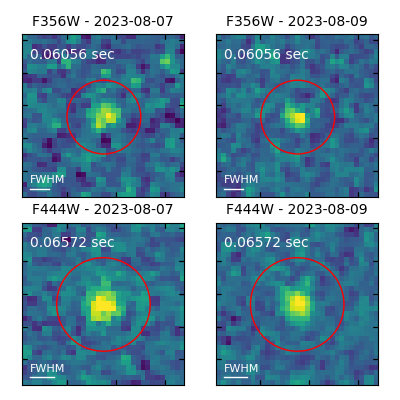 F356W - 2023-08-07
F356W - 2023-08-09
0.06056 sec
0.06056 sec
FWHM
FWHM
F444W - 2023-08-07
F444W - 2023-08-09
0.06572 sec
0.06572 sec
FWHM
FWHM